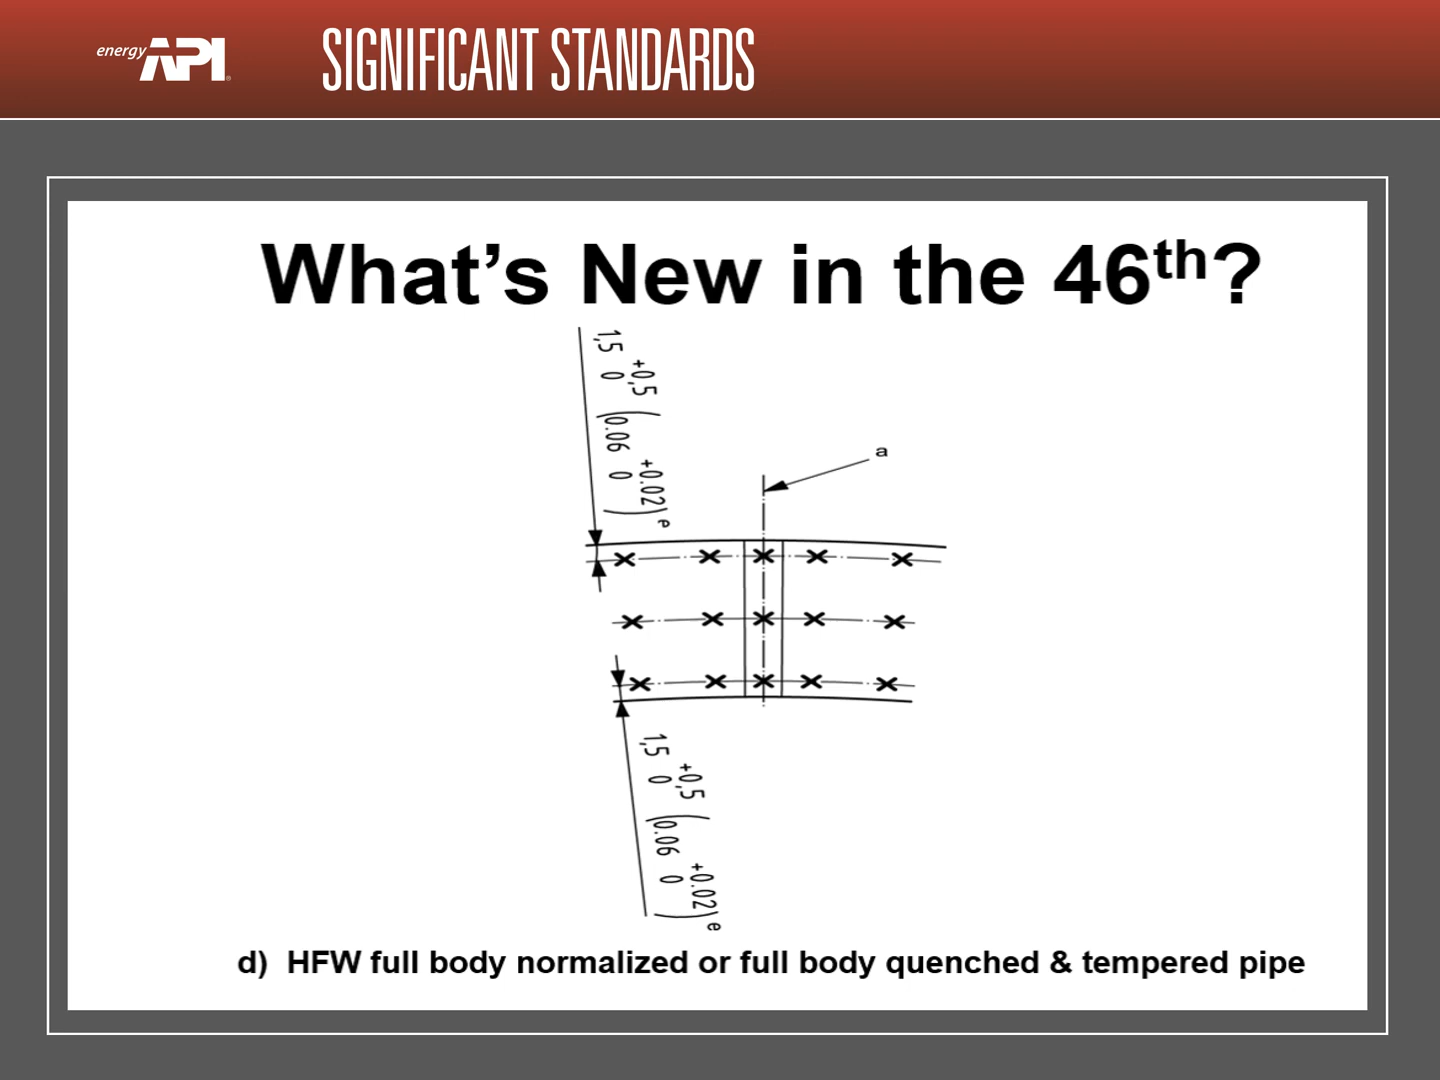 energy API®
SIGNIFICANT STANDARDS
What's New in the 46th?
1,5 +0,5 0 (0.06 +0.02 0) e
a
1,5 +0,5 0 (0.06 +0.02 0) e
d) HFW full body normalized or full body quenched & tempered pipe